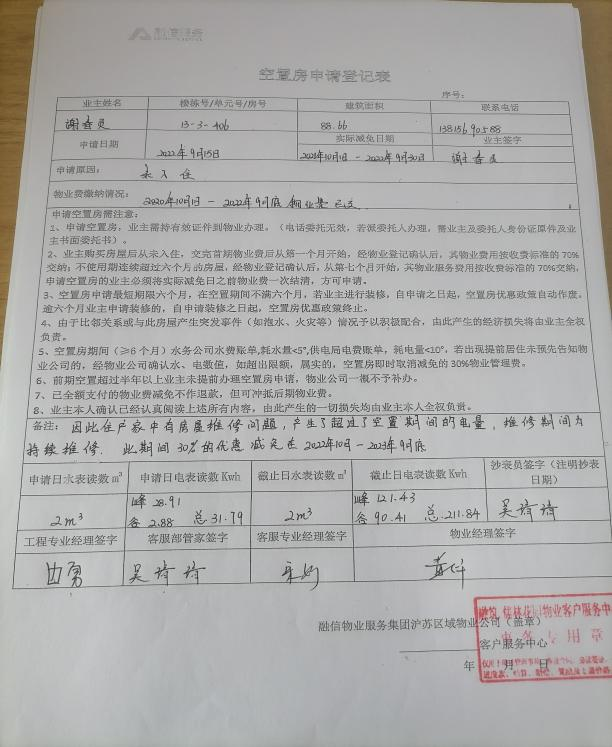 融信服务
空置房申请登记表
序号：
业主姓名 楼栋号/单元号/房号 建筑面积 联系电话
谢 员 13-3-406 88.66 13815690588
申请日期 2022年9月15日 实际减免日期 业主签字
年10月1日 - 2022年9月30日 谢 员
申请原因： 未入住
物业费缴纳情况： 2020年10月1日 - 2022年9月底 物业费已交
申请空置房需注意：
1、申请空置房，业主需持有效证件到物业办理。（电话委托无效，若派委托人办理，需业主及委托人身份证原件及业
主书面委托书）。
2、业主购买房屋后从未入住，交完首期物业费后从第一个月开始，经物业登记确认后，其物业费用按收费标准的70%
交纳；不使用期连续超过六个月的房屋，经物业登记确认后，从第七个月开始，其物业服务费用按收费标准的70%交纳，
申请空置房的业主必须将实际减免日之前物业费一次结清，方可申请。
3、空置房申请最短期限六个月，在空置期间不满六个月，若业主进行装修，自申请之日起，空置房优惠政策自动作废。
逾六个月业主申请装修的，自申请装修之日起，空置房优惠政策终止。
4、由于比邻关系或与此房屋产生突发事件（如泡水、火灾等）情况予以积极配合，由此产生的经济损失将由业主全权
负责。
5、空置房期间（≥6个月）水务公司水费账单，耗水量<5°，供电局电费账单，耗电量<10°，若出现提前居住未预先告知物
业公司的，经物业公司确认水、电数值，如超出限额，属实的，空置房即时取消减免的30%物业管理费。
6、前期空置超过半年以上业主未提前办理空置房申请，物业公司一概不予补办。
7、已全额支付的物业费减免不作退款，但可冲抵后期物业费。
8、业主本人确认已经认真阅读上述所有内容，由此产生的一切损失均由业主本人全权负责。
备注： 因此住户家中有房屋维修问题，产生了超过了空置期间的电量，维修期间为
持续维修。此期间30%的优惠减免在2022年10月-2023年9月底
申请日水表读数m³ 申请日电表读数Kwh 截止日水表读数m³ 截止日电表读数Kwh 沙表员签字（注明抄表
日期）
2m³ 峰28.91 2m³ 峰121.43 吴琦琦
谷2.88 总31.79 谷90.41 总211.84
工程专业经理签字 客服部管家签字 客服专业经理签字 物业经理签字
吴琦琦
融信物业服务集团沪苏区域物业公司（盖章）
客户服务中心
年 月 日
物业客户服务中
专用章